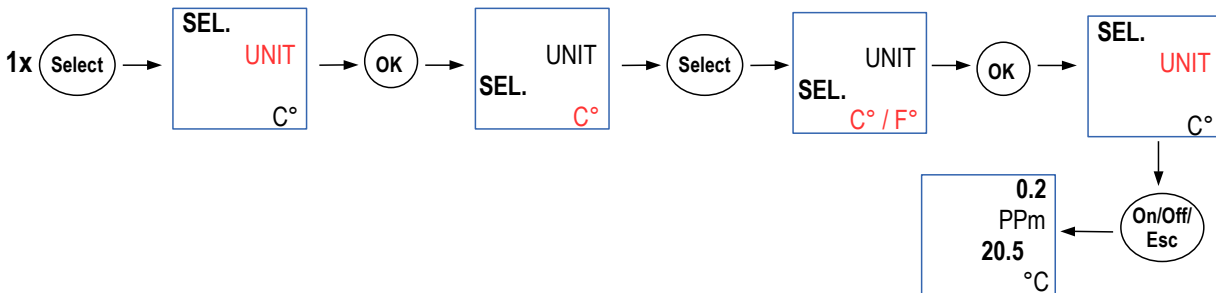 1x
Select
SEL.
UNIT
C°
OK
UNIT
SEL.
C°
Select
UNIT
SEL.
C° / F°
OK
SEL.
UNIT
C°
On/Off/
Esc
0.2
PPm
20.5
°C